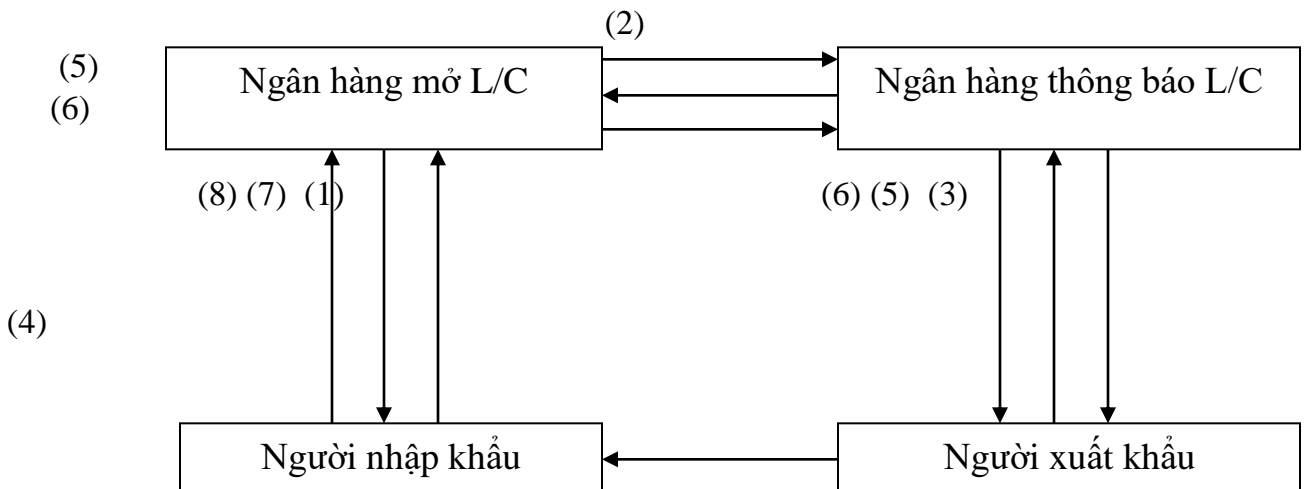 (2)
(5)
(6)
Ngân hàng mở L/C
Ngân hàng thông báo L/C
(8) (7) (1)
(6) (5) (3)
(4)
Người nhập khẩu
Người xuất khẩu